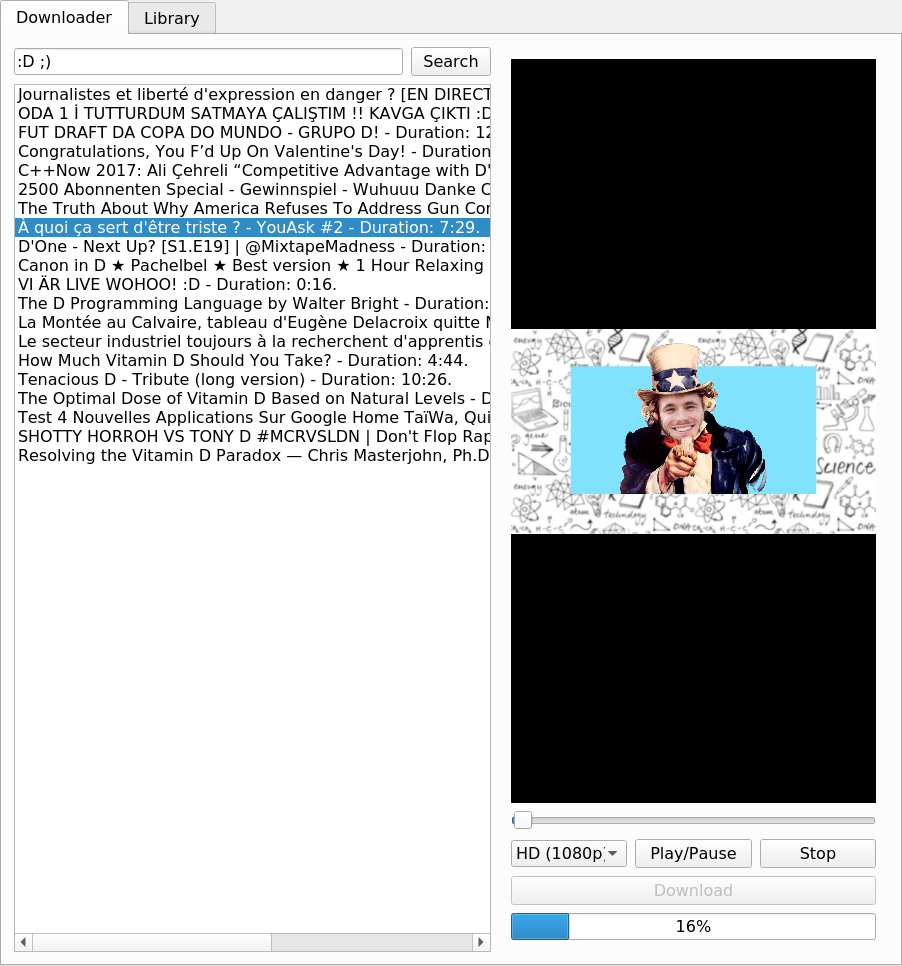 Downloader
Library
:D ;)
Search
Journalistes et liberté d'expression en danger ? [EN DIRECT
ODA 1 İ TUTTURDUM SATMAYA ÇALIŞTIM !! KAVGA ÇIKTI :D
FUT DRAFT DA COPA DO MUNDO - GRUPO D! - Duration: 12
Congratulations, You F’d Up On Valentine's Day! - Duration
C++Now 2017: Ali Çehreli “Competitive Advantage with D"
2500 Abonnenten Special - Gewinnspiel - Wuhuuu Danke
The Truth About Why America Refuses To Address Gun Con
À quoi ça sert d'être triste ? - YouAsk #2 - Duration: 7:29.
D'One - Next Up? [S1.E19] | @MixtapeMadness - Duration:
Canon in D ★ Pachelbel ★ Best version ★ 1 Hour Relaxing
VI ÄR LIVE WOHOO! :D - Duration: 0:16.
The D Programming Language by Walter Bright - Duration:
La Montée au Calvaire, tableau d'Eugène Delacroix quitte
Le secteur industriel toujours à la recherchent d'apprentis
How Much Vitamin D Should You Take? - Duration: 4:44.
Tenacious D - Tribute (long version) - Duration: 10:26.
The Optimal Dose of Vitamin D Based on Natural Levels - D
Test 4 Nouvelles Applications Sur Google Home TaïWa, Qui
SHOTTY HORROH VS TONY D #MCRVSLDN | Don't Flop Rap
Resolving the Vitamin D Paradox — Chris Masterjohn, Ph.D
energy
H-C-C
gene
Science
energy
atom
technology
DNA
H-C-C
HD (1080p)
Play/Pause
Stop
Download
16%